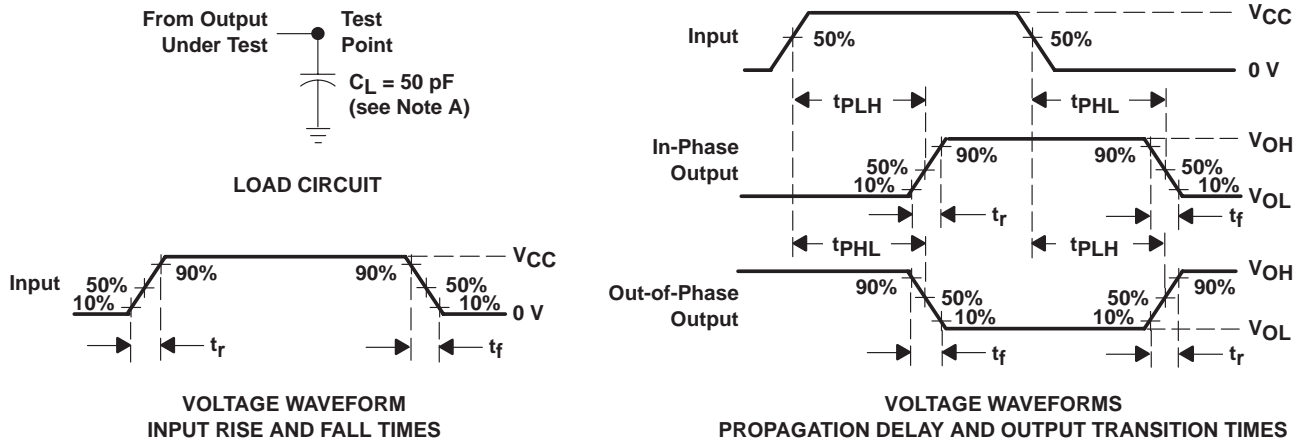 From Output
Under Test
Test
Point
CL = 50 pF
(see Note A)
LOAD CIRCUIT
Input
50%
10%
90%
90%
50%
10%
VCC
0 V
tr
tf
VOLTAGE WAVEFORM
INPUT RISE AND FALL TIMES
Input
50%
50%
VCC
0 V
tPLH
tPHL
In-Phase
Output
50%
10%
90%
90%
50%
10%
VOH
VOL
tr
tf
tPHL
tPLH
Out-of-Phase
Output
90%
50%
10%
50%
10%
90%
VOH
VOL
tf
tr
VOLTAGE WAVEFORMS
PROPAGATION DELAY AND OUTPUT TRANSITION TIMES